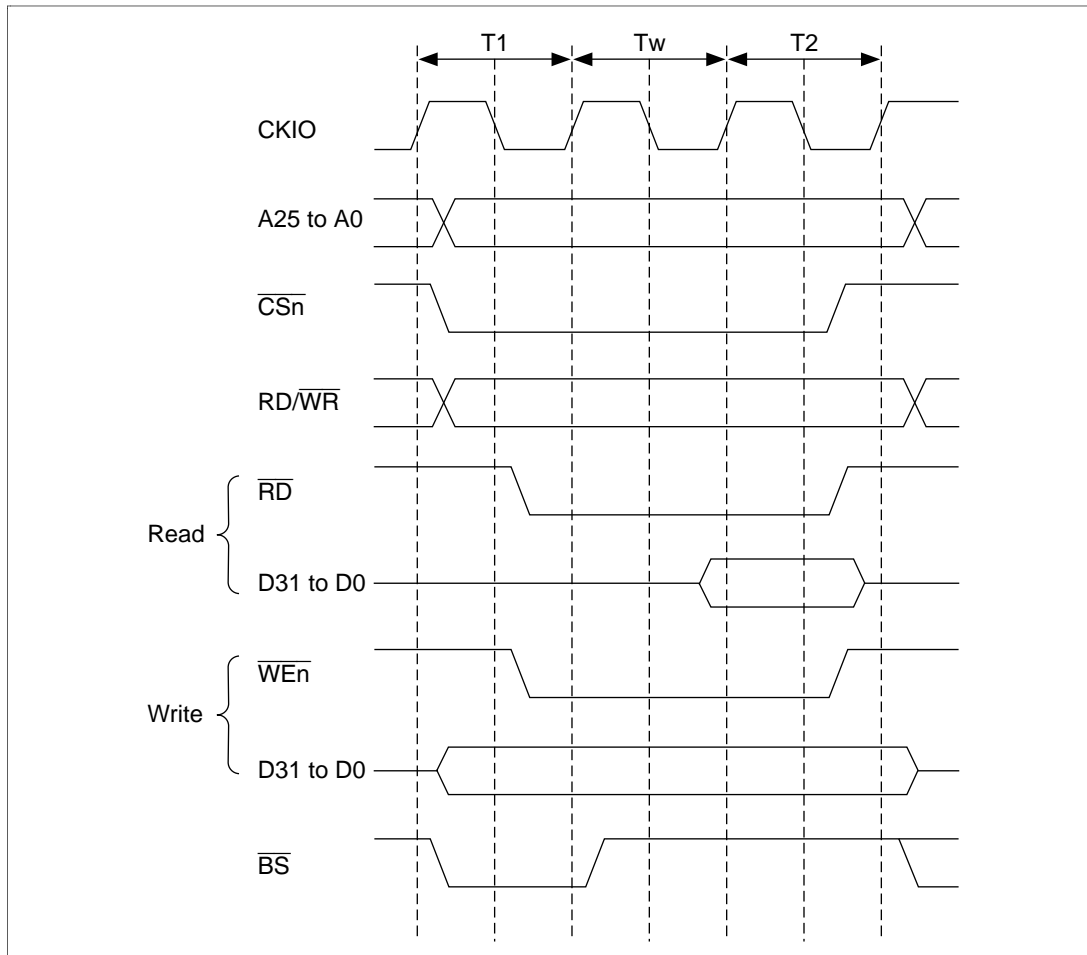 T1 Tw T2
CKIO
A25 to A0
CSn
RD/WR
RD
Read
D31 to D0
WEn
Write
D31 to D0
BS